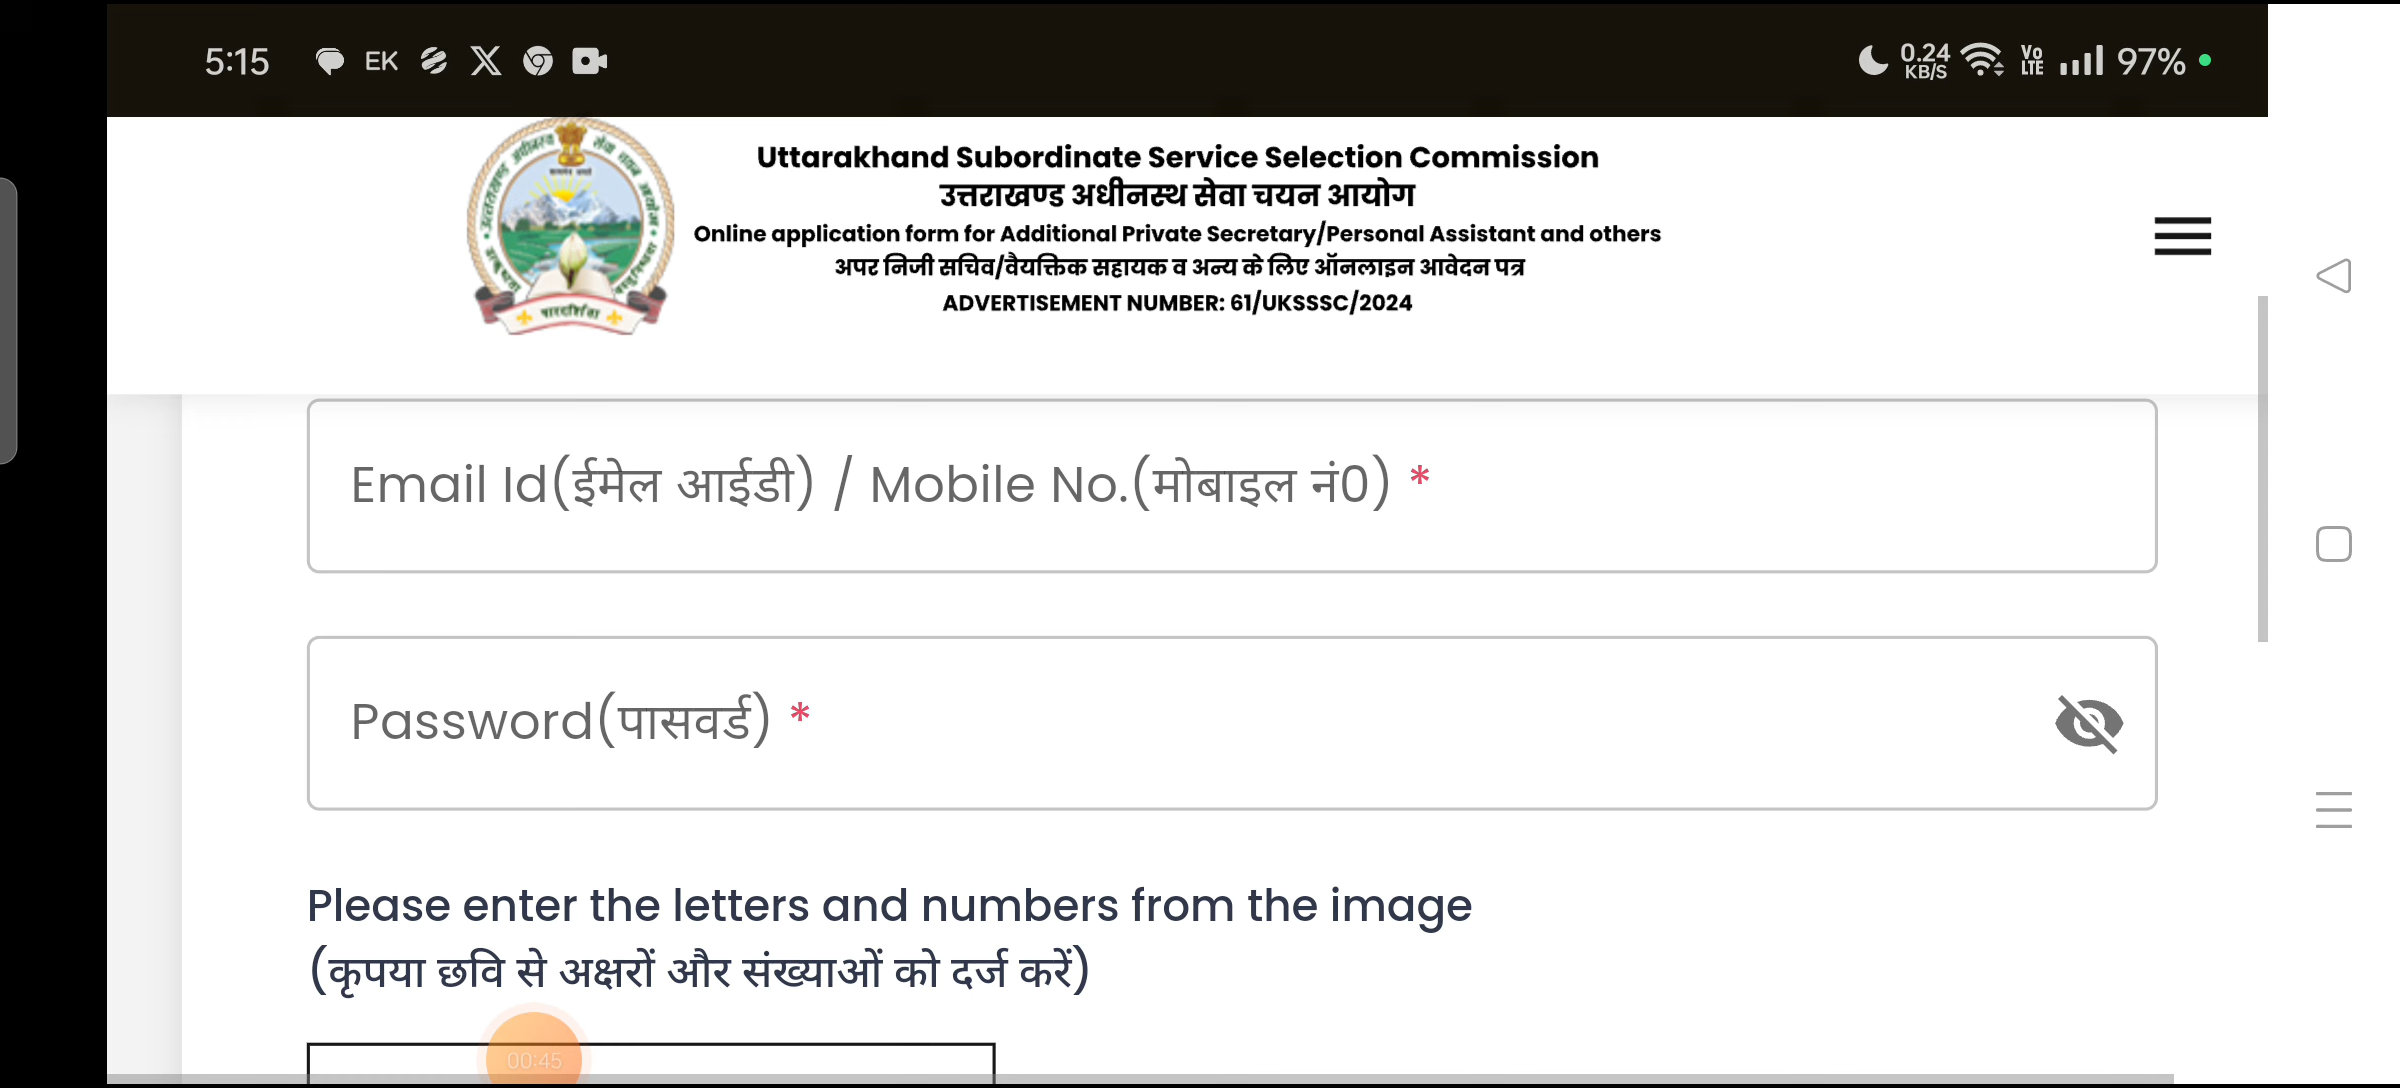 5:15 EK 0.24 KB/S Vo LTE 97%
Uttarakhand Subordinate Service Selection Commission
उत्तराखण्ड अधीनस्थ सेवा चयन आयोग
Online application form for Additional Private Secretary/Personal Assistant and others
अपर निजी सचिव/वैयक्तिक सहायक व अन्य के लिए ऑनलाइन आवेदन पत्र
ADVERTISEMENT NUMBER: 61/UKSSSC/2024
पारदर्शिता
Email Id(ईमेल आईडी) / Mobile No.(मोबाइल नं0) *
Password(पासवर्ड) *
Please enter the letters and numbers from the image
(कृपया छवि से अक्षरों और संख्याओं को दर्ज करें)
00:45